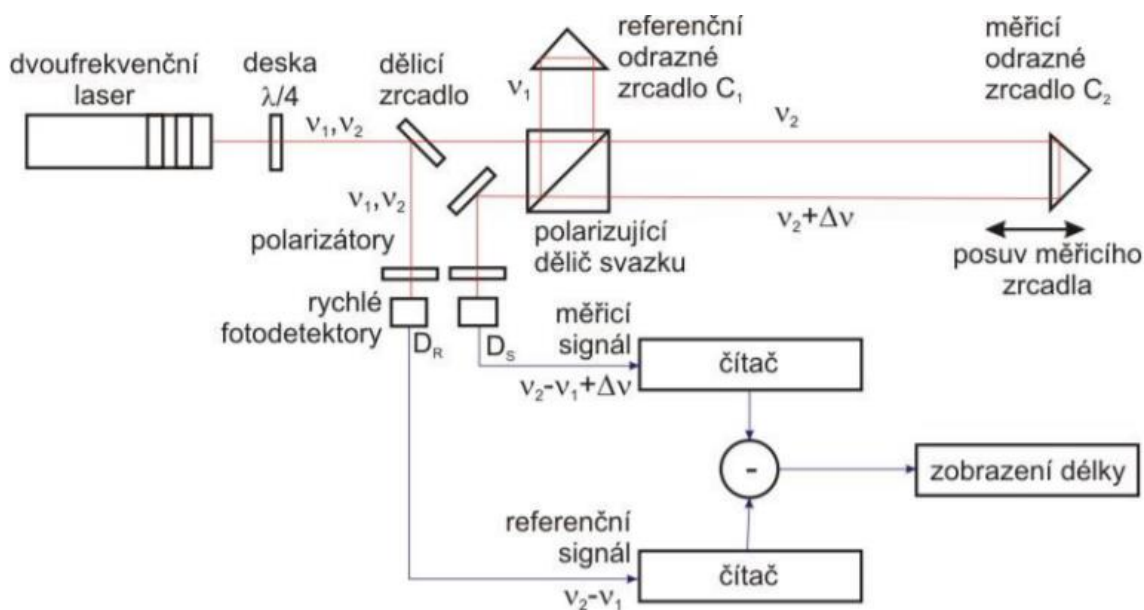 dvoufrekvenční
laser
deska
λ/4
dělicí
zrcadlo
referenční
odrazné
zrcadlo C₁
měřicí
odrazné
zrcadlo C₂
ν₁
ν₁,ν₂
ν₂
ν₁,ν₂
ν₂+Δν
polarizátory
polarizující
dělič svazku
posuv měřicího
zrcadla
rychlé
fotodetektory
D_R
D_S
měřicí
signál
ν₂-ν₁+Δν
čítač
-
zobrazení délky
referenční
signál
ν₂-ν₁
čítač